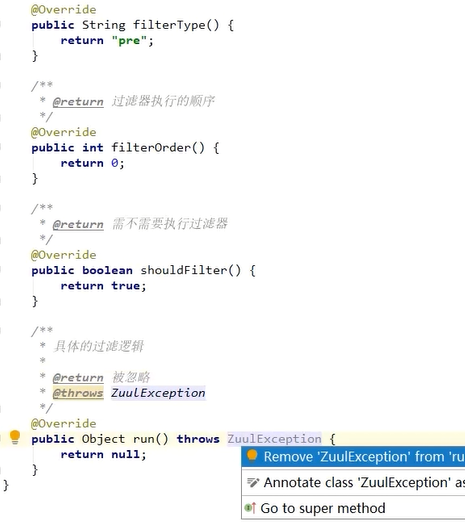 @Override
public String filterType() {
return "pre";
}
/**
* @return 过滤器执行的顺序
*/
@Override
public int filterOrder() {
return 0;
}
/**
* @return 需不需要执行过滤器
*/
@Override
public boolean shouldFilter() {
return true;
}
/**
* 具体的过滤逻辑
*
* @return 被忽略
* @throws ZuulException
*/
@Override
public Object run() throws ZuulException {
return null;
Remove 'ZuulException' from 'ru
}
Annotate class 'ZuulException' as
}
Go to super method